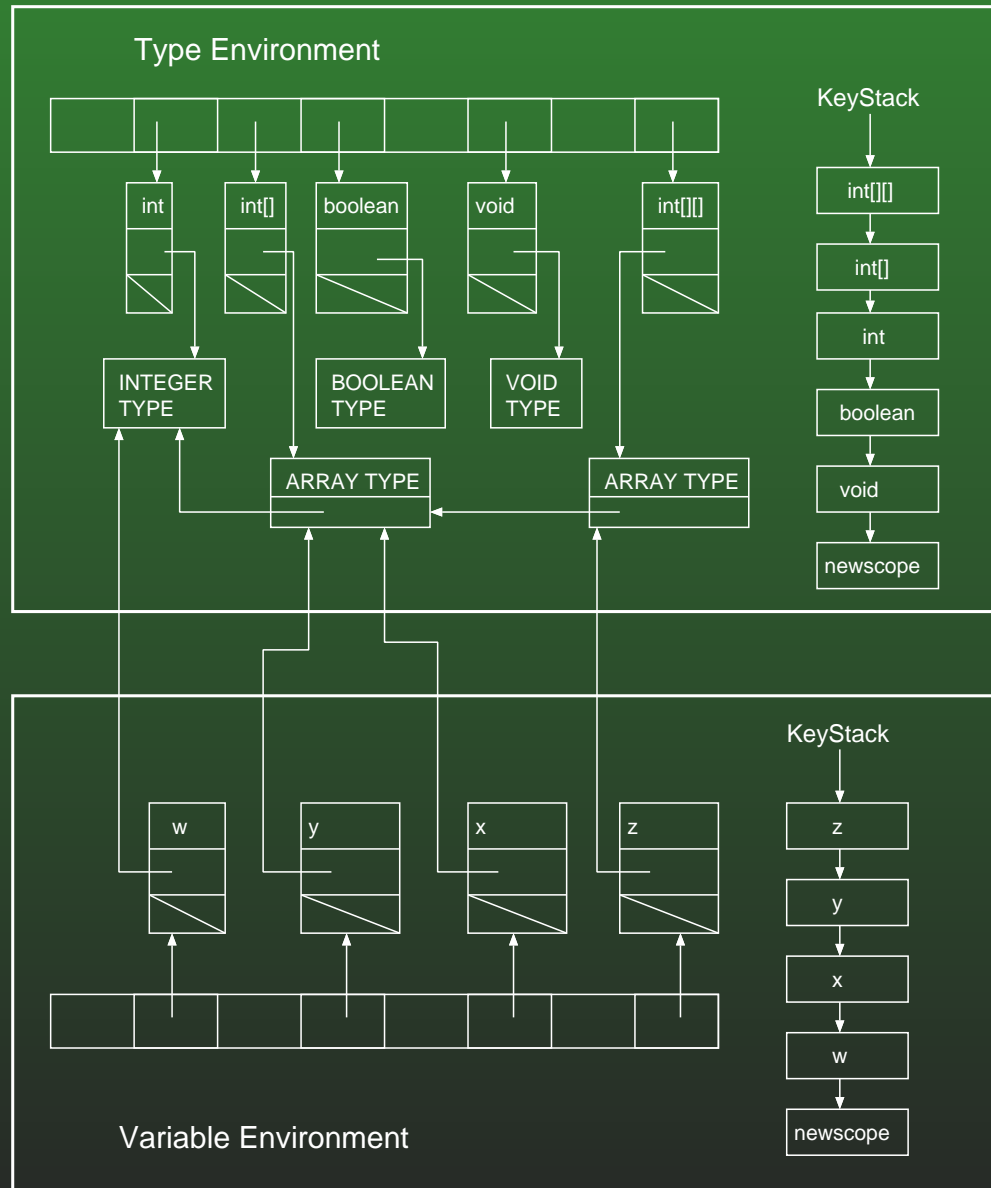 Type Environment
KeyStack
int
int[]
boolean
void
int[][]
int[][]
int[]
int
boolean
void
newscope
INTEGER
TYPE
BOOLEAN
TYPE
VOID
TYPE
ARRAY TYPE
ARRAY TYPE
KeyStack
w
y
x
z
z
y
x
w
newscope
Variable Environment